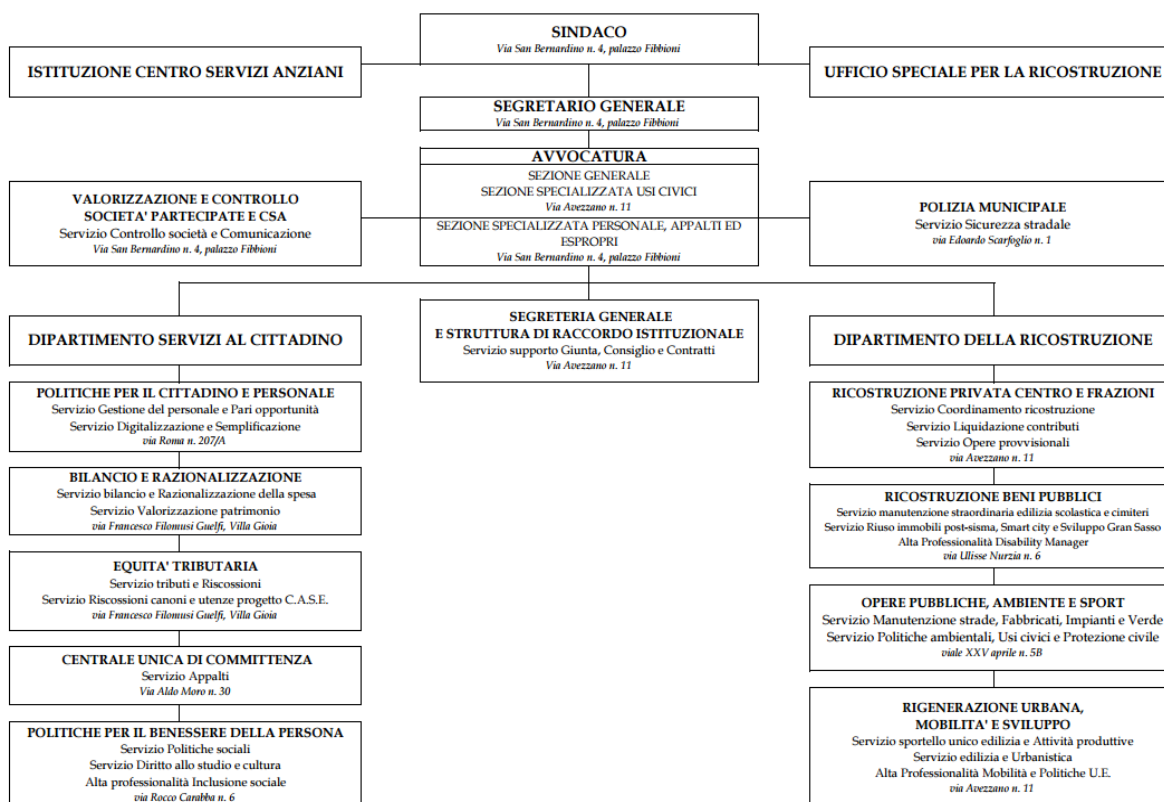 SINDACO
Via San Bernardino n. 4, palazzo Fibbioni
ISTITUZIONE CENTRO SERVIZI ANZIANI
UFFICIO SPECIALE PER LA RICOSTRUZIONE
SEGRETARIO GENERALE
Via San Bernardino n. 4, palazzo Fibbioni
AVVOCATURA
SEZIONE GENERALE
SEZIONE SPECIALIZZATA USI CIVICI
Via Avezzano n. 11
SEZIONE SPECIALIZZATA PERSONALE, APPALTI ED
ESPROPRI
Via San Bernardino n. 4, palazzo Fibbioni
VALORIZZAZIONE E CONTROLLO
SOCIETA' PARTECIPATE E CSA
Servizio Controllo società e Comunicazione
Via San Bernardino n. 4, palazzo Fibbioni
POLIZIA MUNICIPALE
Servizio Sicurezza stradale
via Edoardo Scarfoglio n. 1
SEGRETERIA GENERALE
E STRUTTURA DI RACCORDO ISTITUZIONALE
Servizio supporto Giunta, Consiglio e Contratti
Via Avezzano n. 11
DIPARTIMENTO SERVIZI AL CITTADINO
POLITICHE PER IL CITTADINO E PERSONALE
Servizio Gestione del personale e Pari opportunità
Servizio Digitalizzazione e Semplificazione
via Roma n. 207/A
BILANCIO E RAZIONALIZZAZIONE
Servizio bilancio e Razionalizzazione della spesa
Servizio Valorizzazione patrimonio
via Francesco Filomusi Guelfi, Villa Gioia
EQUITA' TRIBUTARIA
Servizio tributi e Riscossioni
Servizio Riscossioni canoni e utenze progetto C.A.S.E.
via Francesco Filomusi Guelfi, Villa Gioia
CENTRALE UNICA DI COMMITTENZA
Servizio Appalti
Via Aldo Moro n. 30
POLITICHE PER IL BENESSERE DELLA PERSONA
Servizio Politiche sociali
Servizio Diritto allo studio e cultura
Alta professionalità Inclusione sociale
via Rocco Carabba n. 6
DIPARTIMENTO DELLA RICOSTRUZIONE
RICOSTRUZIONE PRIVATA CENTRO E FRAZIONI
Servizio Coordinamento ricostruzione
Servizio Liquidazione contributi
Servizio Opere provvisionali
via Avezzano n. 11
RICOSTRUZIONE BENI PUBBLICI
Servizio manutenzione straordinaria edilizia scolastica e cimiteri
Servizio Riuso immobili post-sisma, Smart city e Sviluppo Gran Sasso
Alta Professionalità Disability Manager
via Ulisse Nurzia n. 6
OPERE PUBBLICHE, AMBIENTE E SPORT
Servizio Manutenzione strade, Fabbricati, Impianti e Verde
Servizio Politiche ambientali, Usi civici e Protezione civile
viale XXV aprile n. 5B
RIGENERAZIONE URBANA,
MOBILITA' E SVILUPPO
Servizio sportello unico edilizia e Attività produttive
Servizio edilizia e Urbanistica
Alta Professionalità Mobilità e Politiche U.E.
via Avezzano n. 11